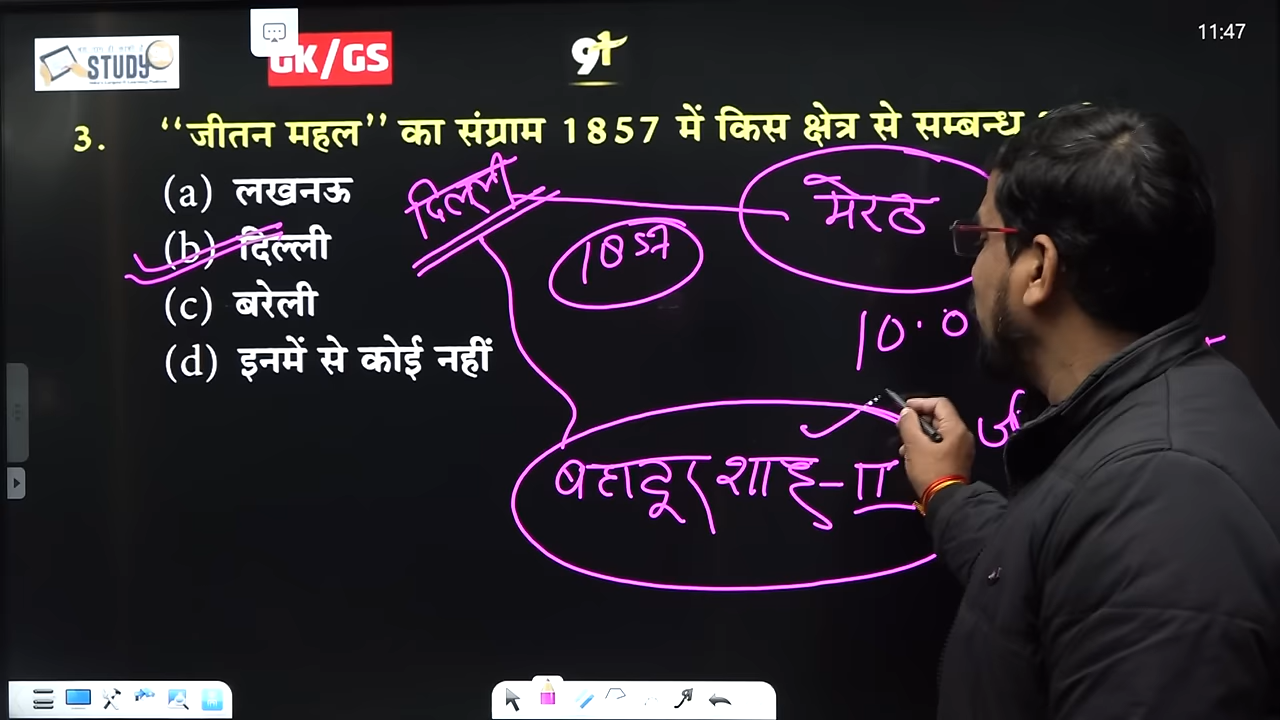 11:47
STUDY
GK/GS
9+
3. ‘‘जीतन महल’’ का संग्राम 1857 में किस क्षेत्र से सम्बन्ध
(a) लखनऊ
(b) दिल्ली
(c) बरेली
(d) इनमें से कोई नहीं
दिल्ली
मेरठ
1857
10.0
बहादूर शाह-II